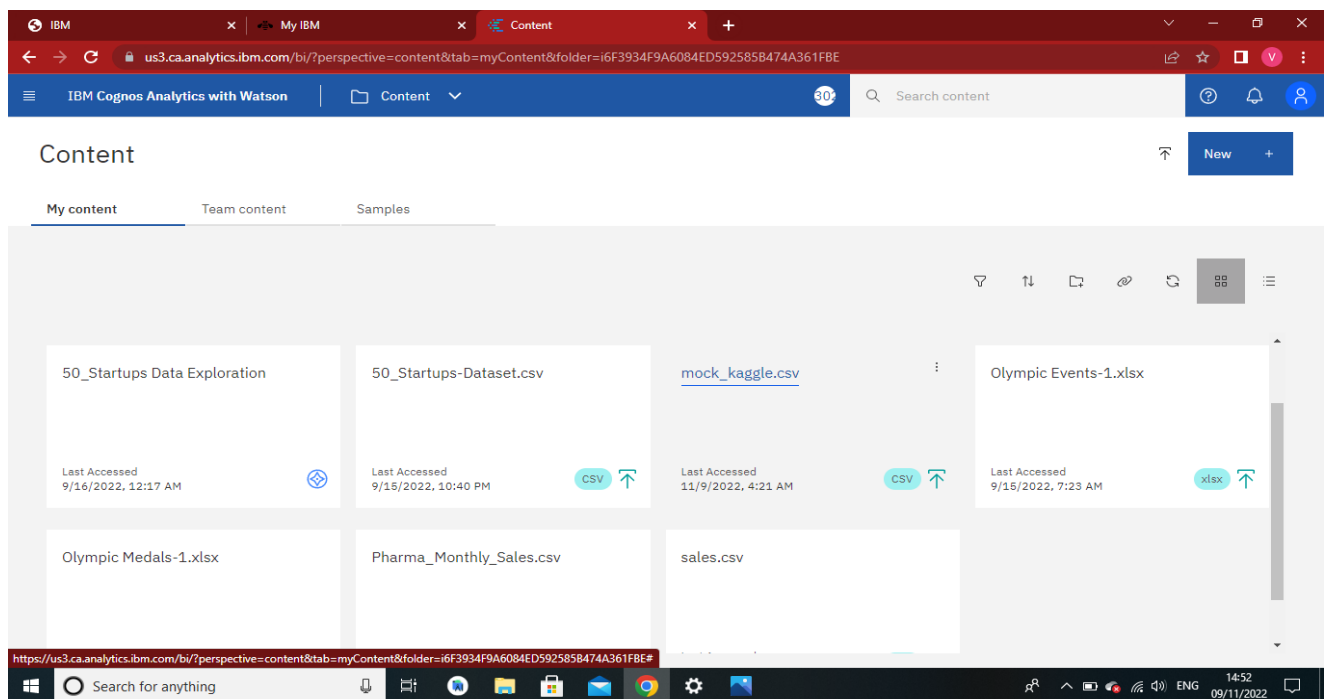 IBM
My IBM
Content
us3.ca.analytics.ibm.com/bi/?perspective=content&tab=myContent&folder=i6F3934F9A6084ED592585B474A361FBE
V
IBM Cognos Analytics with Watson
Content
302
Search content
Content
New +
My content
Team content
Samples
50_Startups Data Exploration
50_Startups-Dataset.csv
mock_kaggle.csv
Olympic Events-1.xlsx
Last Accessed
9/16/2022, 12:17 AM
Last Accessed
9/15/2022, 10:40 PM
CSV
Last Accessed
11/9/2022, 4:21 AM
CSV
Last Accessed
9/15/2022, 7:23 AM
xlsx
Olympic Medals-1.xlsx
Pharma_Monthly_Sales.csv
sales.csv
https://us3.ca.analytics.ibm.com/bi/?perspective=content&tab=myContent&folder=i6F3934F9A6084ED592585B474A361FBE#
Search for anything
ENG
14:52
09/11/2022